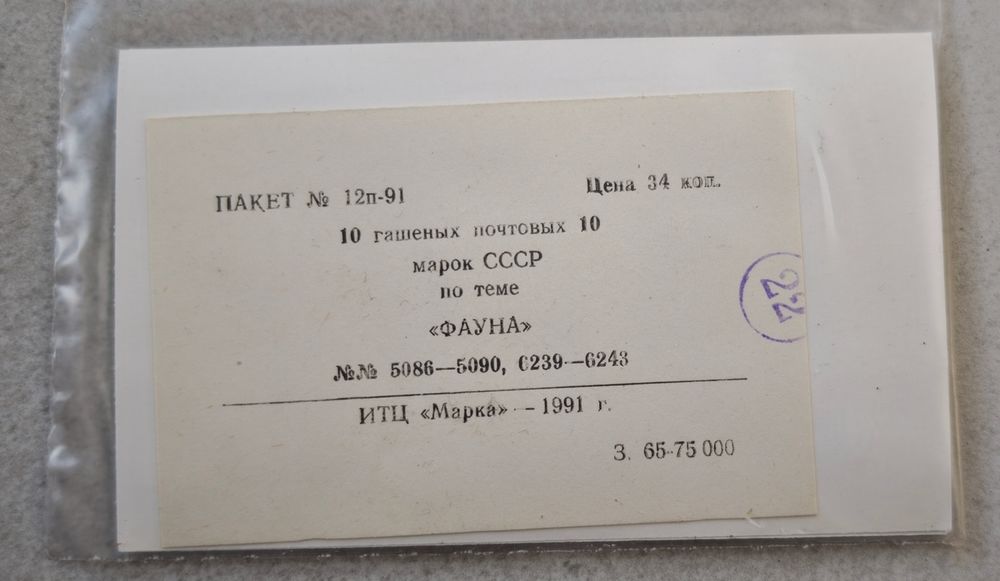 ПАКЕТ № 12п-91 Цена 34 коп.
10 гашеных почтовых 10
марок СССР
по теме
«ФАУНА»
№№ 5086—5090, 6239—6243
ИТЦ «Марка» — 1991 г.
З. 65-75 000
22